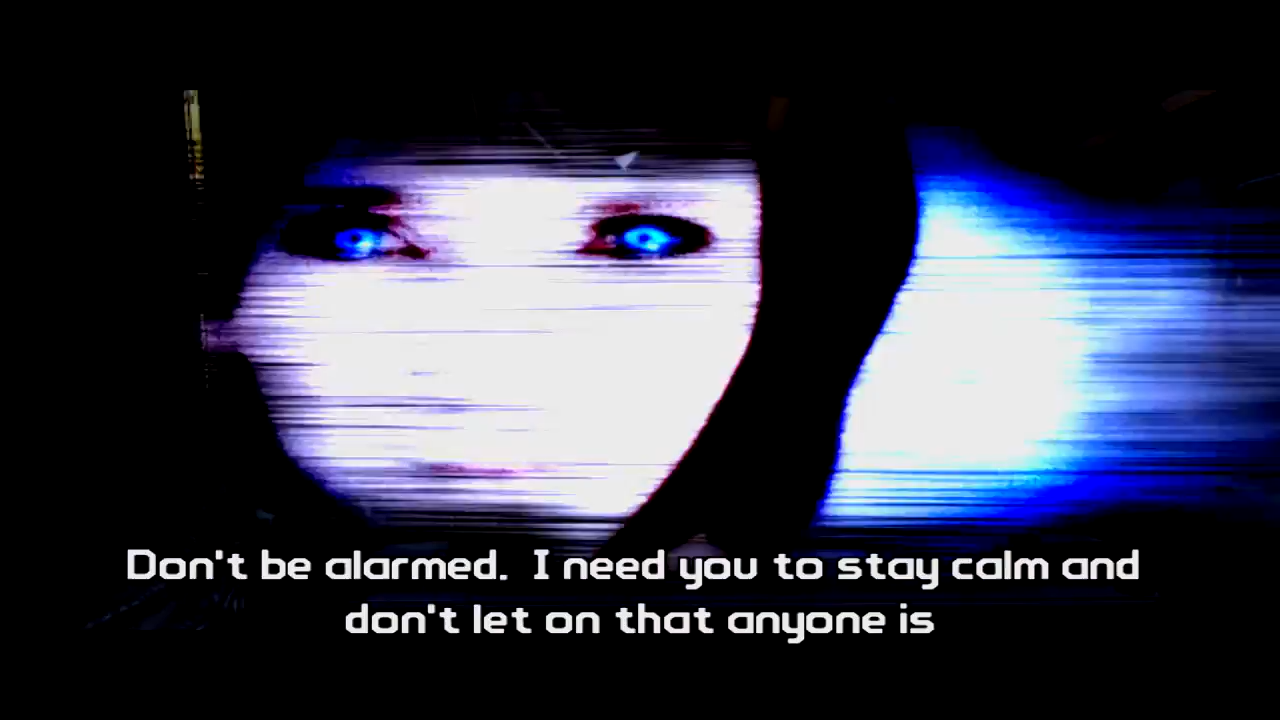 Don't be alarmed.  I need you to stay calm and
don't let on that anyone is